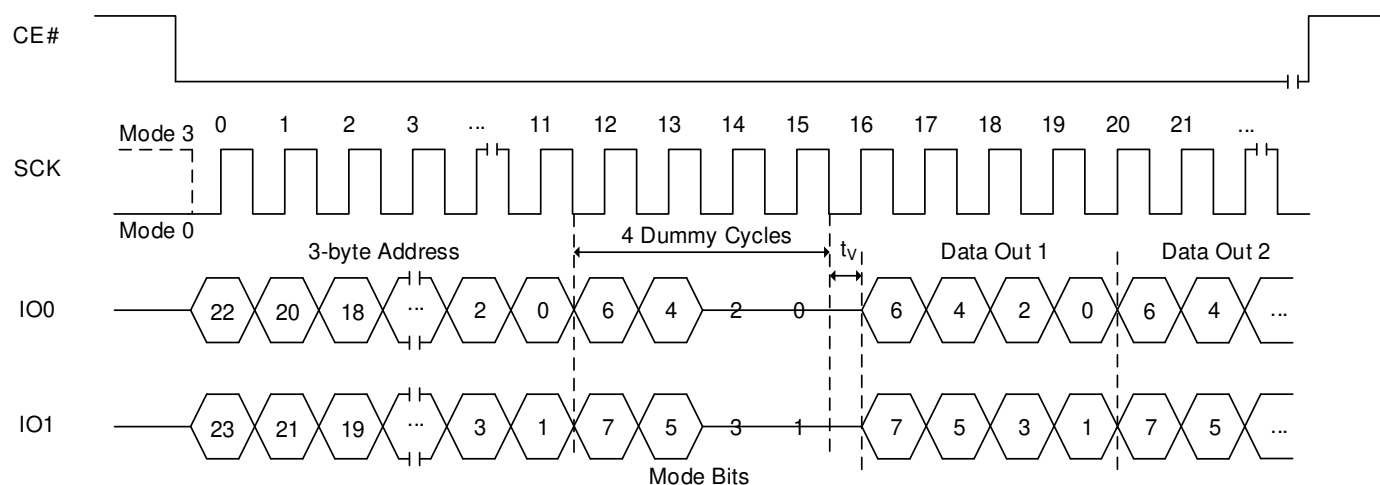 CE#
0 1 2 3 ... 11 12 13 14 15 16 17 18 19 20 21 ...
Mode 3
SCK
Mode 0
3-byte Address 4 Dummy Cycles tV Data Out 1 Data Out 2
IO0 22 20 18 ... 2 0 6 4 2 0 6 4 2 0 6 4 ...
IO1 23 21 19 ... 3 1 7 5 3 1 7 5 3 1 7 5 ...
Mode Bits